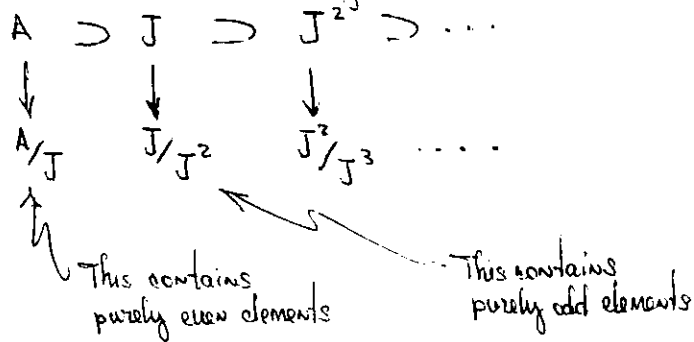 A ⊃ J ⊃ J² ⊃ ...
↓ ↓ ↓
A/J J/J² J²/J³ ....
This contains
purely even elements
This contains
purely odd elements